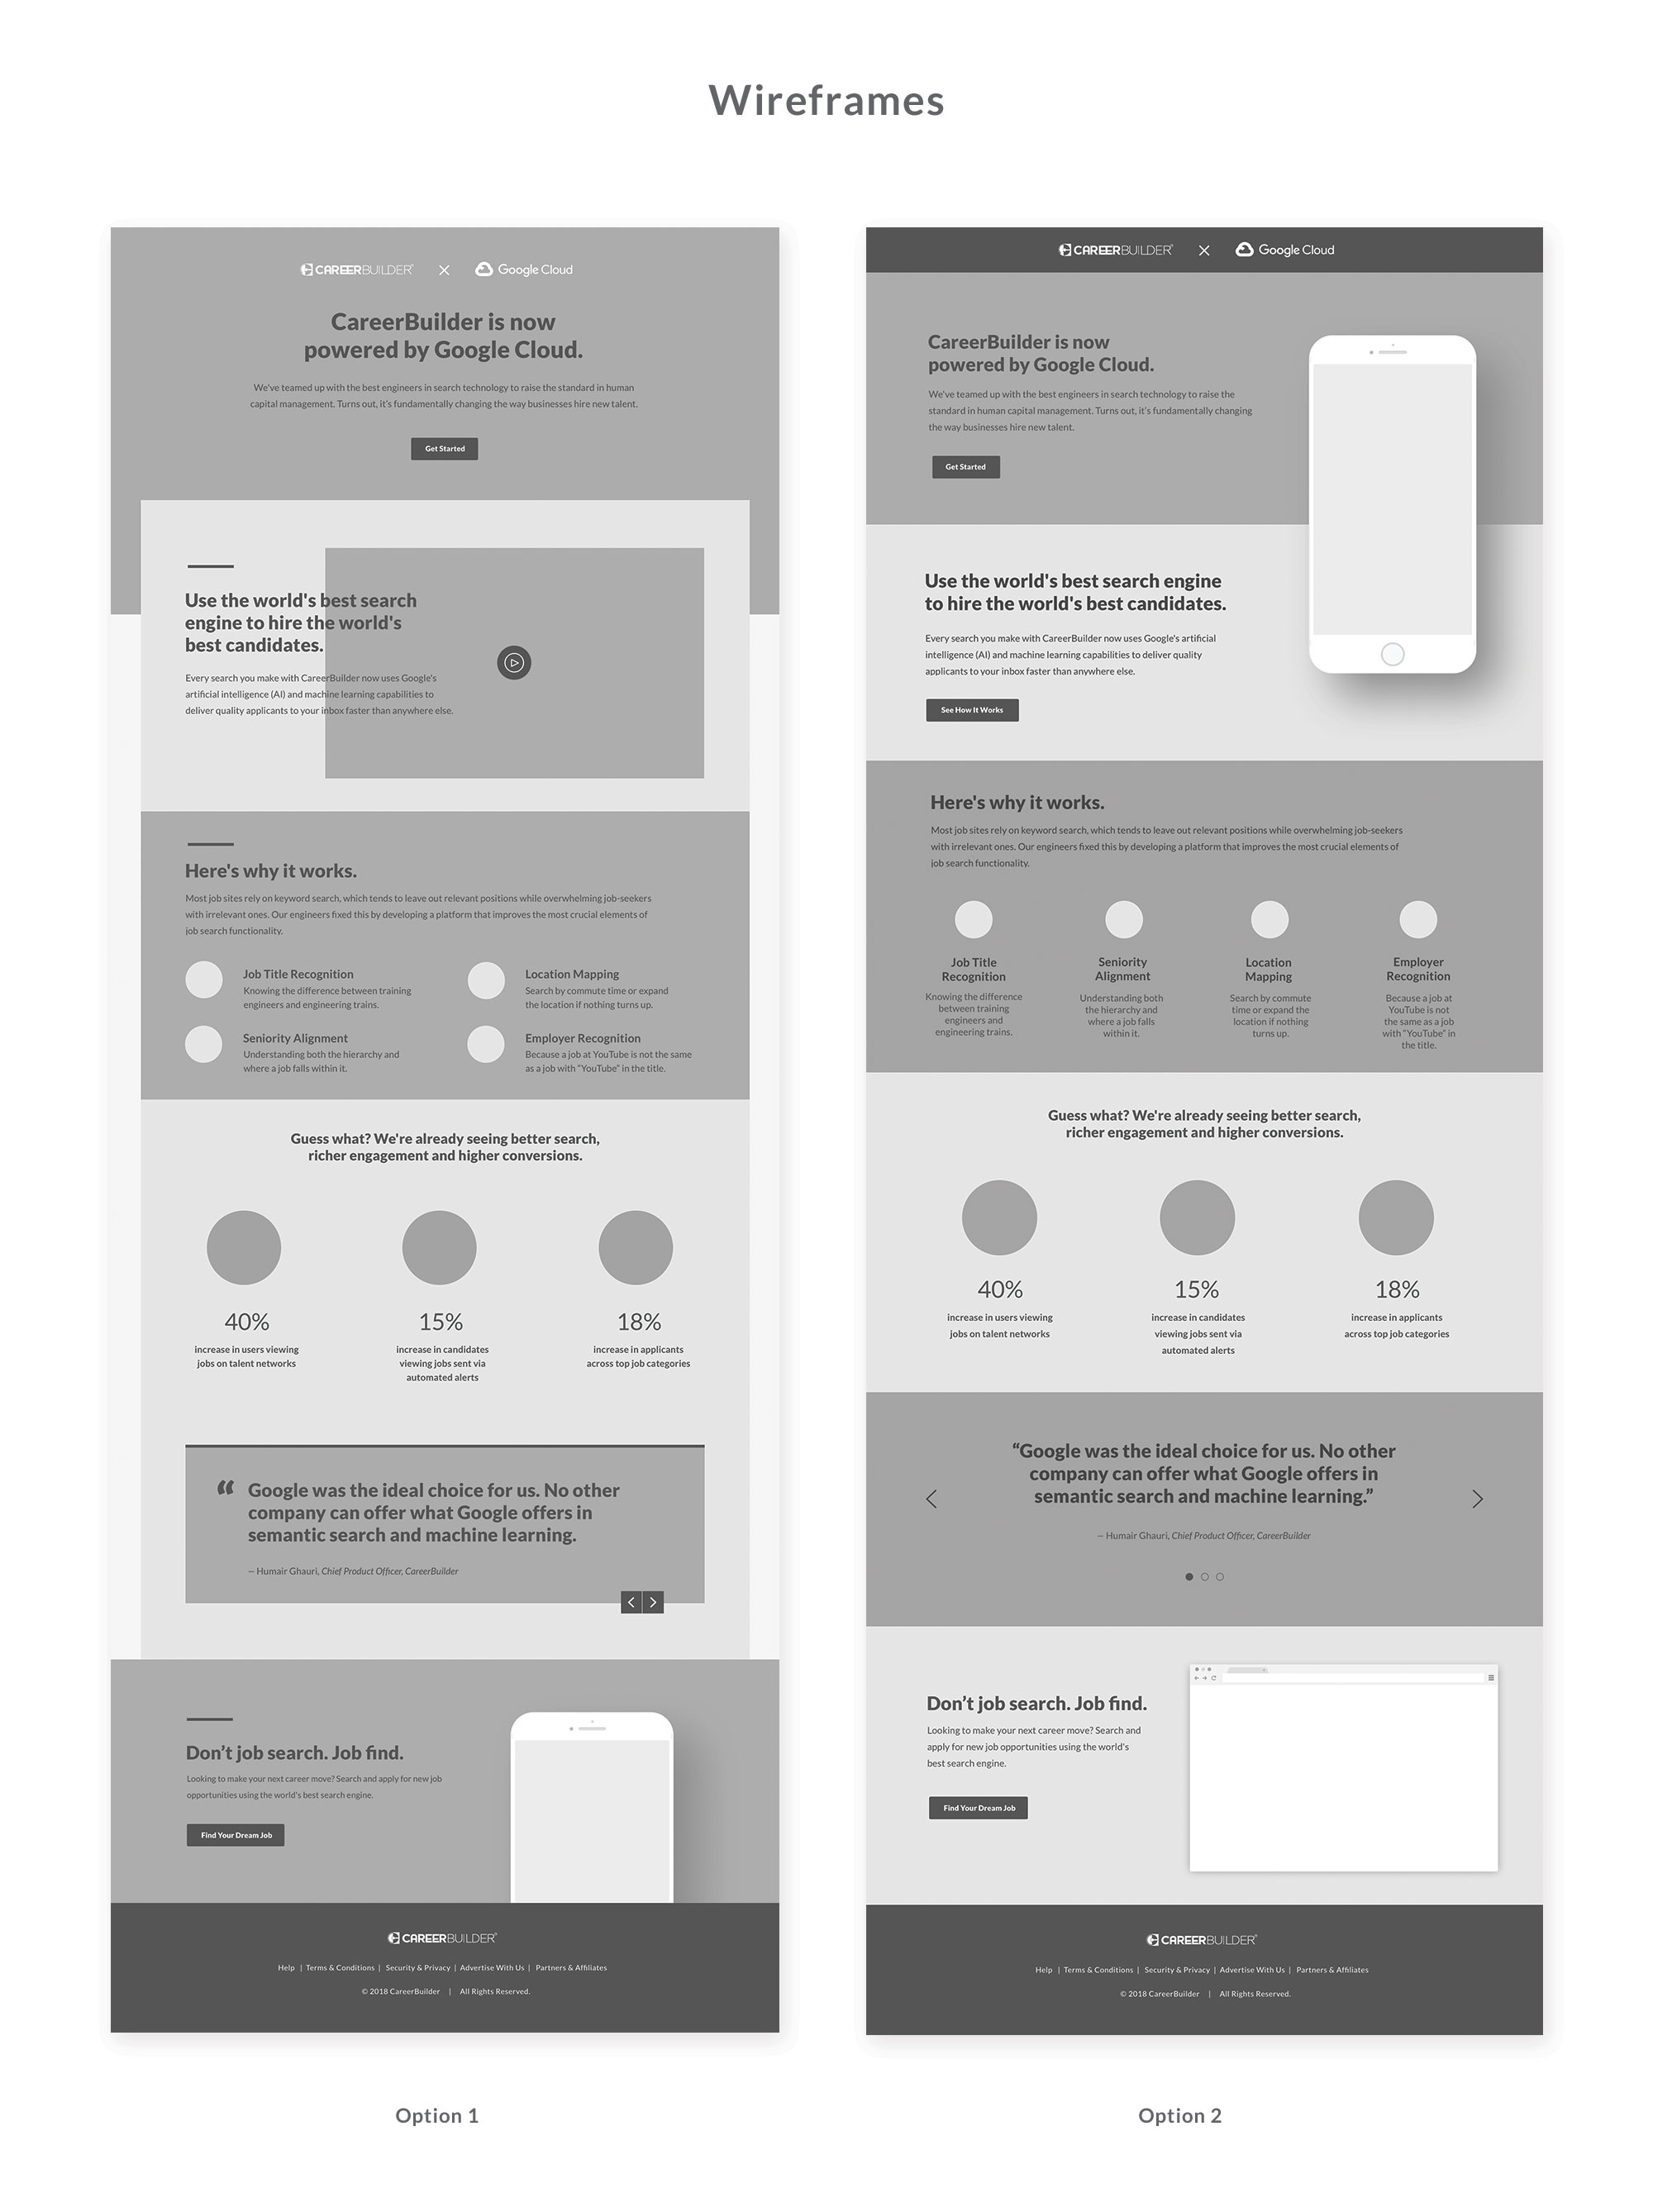 Wireframes
CAREERBUILDER® × Google Cloud
CareerBuilder is now
powered by Google Cloud.
We've teamed up with the best engineers in search technology to raise the standard in human
capital management. Turns out, it's fundamentally changing the way businesses hire new talent.
Get Started
Use the world's best search
engine to hire the world's
best candidates.
Every search you make with CareerBuilder now uses Google's
artificial intelligence (AI) and machine learning capabilities to
deliver quality applicants to your inbox faster than anywhere else.
Here's why it works.
Most job sites rely on keyword search, which tends to leave out relevant positions while overwhelming job-seekers
with irrelevant ones. Our engineers fixed this by developing a platform that improves the most crucial elements of
job search functionality.
Job Title Recognition
Knowing the difference between training
engineers and engineering trains.
Location Mapping
Search by commute time or expand
the location if nothing turns up.
Seniority Alignment
Understanding both the hierarchy and
where a job falls within it.
Employer Recognition
Because a job at YouTube is not the same
as a job with "YouTube" in the title.
Guess what? We're already seeing better search,
richer engagement and higher conversions.
40%
increase in users viewing
jobs on talent networks
15%
increase in candidates
viewing jobs sent via
automated alerts
18%
increase in applicants
across top job categories
“ Google was the ideal choice for us. No other
company can offer what Google offers in
semantic search and machine learning.
— Humair Ghauri, Chief Product Officer, CareerBuilder
Don’t job search. Job find.
Looking to make your next career move? Search and apply for new job
opportunities using the world's best search engine.
Find Your Dream Job
CAREERBUILDER®
Help | Terms & Conditions | Security & Privacy | Advertise With Us | Partners & Affiliates
© 2018 CareerBuilder | All Rights Reserved.
Option 1
CAREERBUILDER® × Google Cloud
CareerBuilder is now
powered by Google Cloud.
We've teamed up with the best engineers in search technology to raise the
standard in human capital management. Turns out, it's fundamentally changing
the way businesses hire new talent.
Get Started
Use the world's best search engine
to hire the world's best candidates.
Every search you make with CareerBuilder now uses Google's artificial
intelligence (AI) and machine learning capabilities to deliver quality
applicants to your inbox faster than anywhere else.
See How It Works
Here's why it works.
Most job sites rely on keyword search, which tends to leave out relevant positions while overwhelming job-seekers
with irrelevant ones. Our engineers fixed this by developing a platform that improves the most crucial elements of
job search functionality.
Job Title
Recognition
Knowing the difference
between training
engineers and
engineering trains.
Seniority
Alignment
Understanding both
the hierarchy and
where a job falls
within it.
Location
Mapping
Search by commute
time or expand the
location if nothing
turns up.
Employer
Recognition
Because a job at
YouTube is not
the same as a job
with "YouTube" in
the title.
Guess what? We're already seeing better search,
richer engagement and higher conversions.
40%
increase in users viewing
jobs on talent networks
15%
increase in candidates
viewing jobs sent via
automated alerts
18%
increase in applicants
across top job categories
“Google was the ideal choice for us. No other
company can offer what Google offers in
semantic search and machine learning.”
— Humair Ghauri, Chief Product Officer, CareerBuilder
Don’t job search. Job find.
Looking to make your next career move? Search and
apply for new job opportunities using the world's
best search engine.
Find Your Dream Job
CAREERBUILDER®
Help | Terms & Conditions | Security & Privacy | Advertise With Us | Partners & Affiliates
© 2018 CareerBuilder | All Rights Reserved.
Option 2